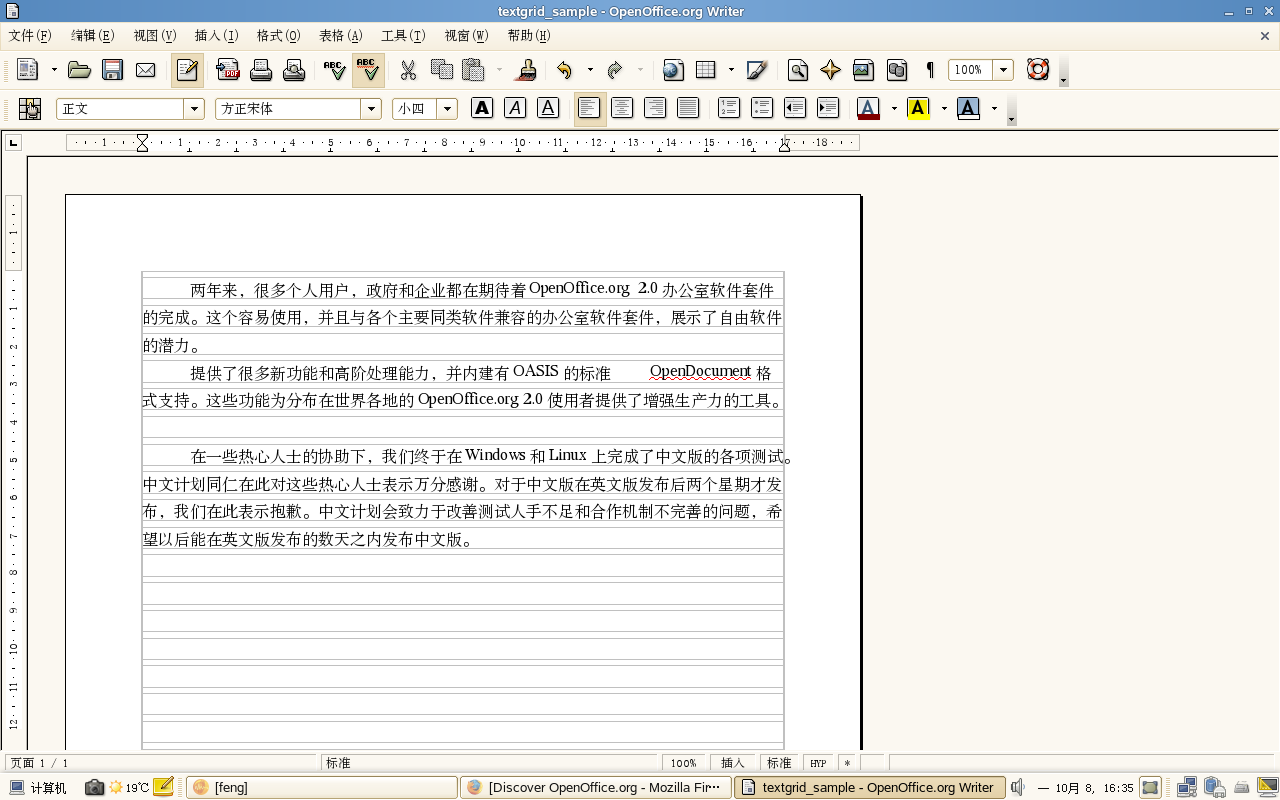 textgrid_sample - OpenOffice.org Writer
文件(F) 编辑(E) 视图(V) 插入(I) 格式(O) 表格(A) 工具(T) 视窗(W) 帮助(H)
100%
正文 方正宋体 小四
1 1 2 3 4 5 6 7 8 9 10 11 12 13 14 15 16 17 18
两年来，很多个人用户，政府和企业都在期待着 OpenOffice.org 2.0 办公室软件套件
的完成。这个容易使用，并且与各个主要同类软件兼容的办公室软件套件，展示了自由软件
的潜力。
提供了很多新功能和高阶处理能力，并内建有 OASIS 的标准 OpenDocument 格
式支持。这些功能为分布在世界各地的 OpenOffice.org 2.0 使用者提供了增强生产力的工具。
在一些热心人士的协助下，我们终于在 Windows 和 Linux 上完成了中文版的各项测试。
中文计划同仁在此对这些热心人士表示万分感谢。对于中文版在英文版发布后两个星期才发
布，我们在此表示抱歉。中文计划会致力于改善测试人手不足和合作机制不完善的问题，希
望以后能在英文版发布的数天之内发布中文版。
1 1 2 3 4 5 6 7 8 9 10 11 12
页面 1 / 1 标准 100% 插入 标准 HYP *
计算机 19℃ [feng] [Discover OpenOffice.org - Mozilla Fir··· textgrid_sample - OpenOffice.org Writer 一 10月 8, 16:35